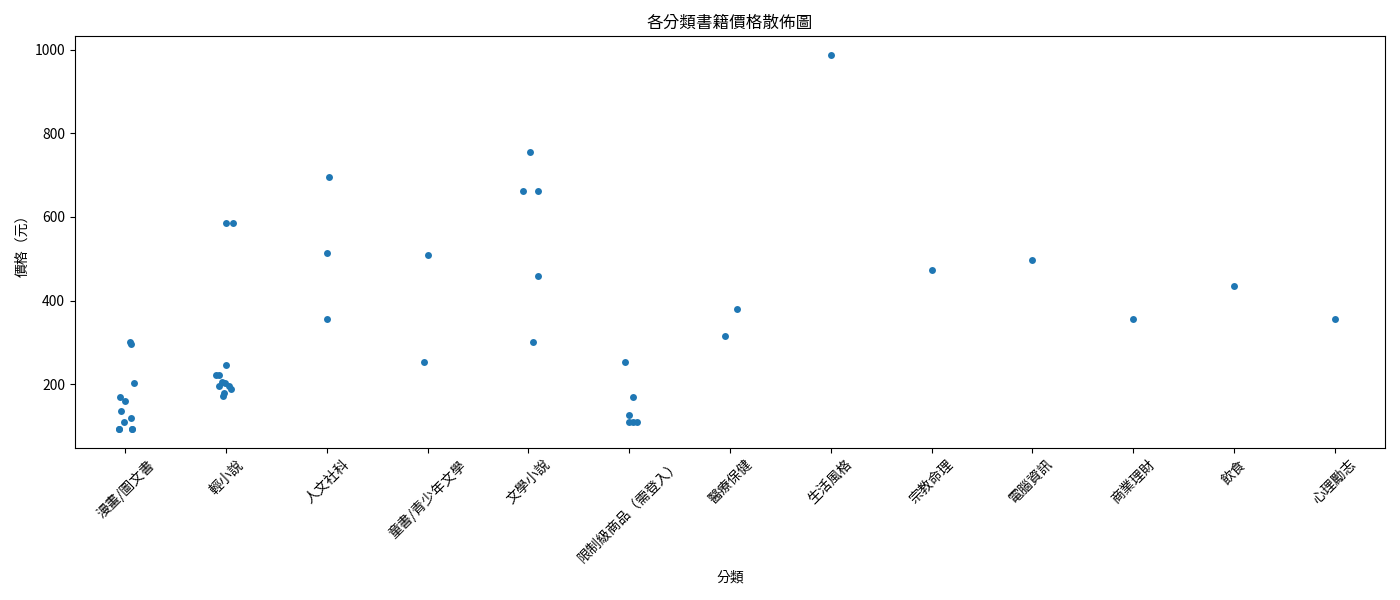 各分類書籍價格散佈圖
價格（元）
1000
800
600
400
200
漫畫/圖文書
輕小說
人文社科
童書/青少年文學
文學小說
限制級商品（需登入）
醫療保健
生活風格
宗教命理
電腦資訊
商業理財
飲食
心理勵志
分類